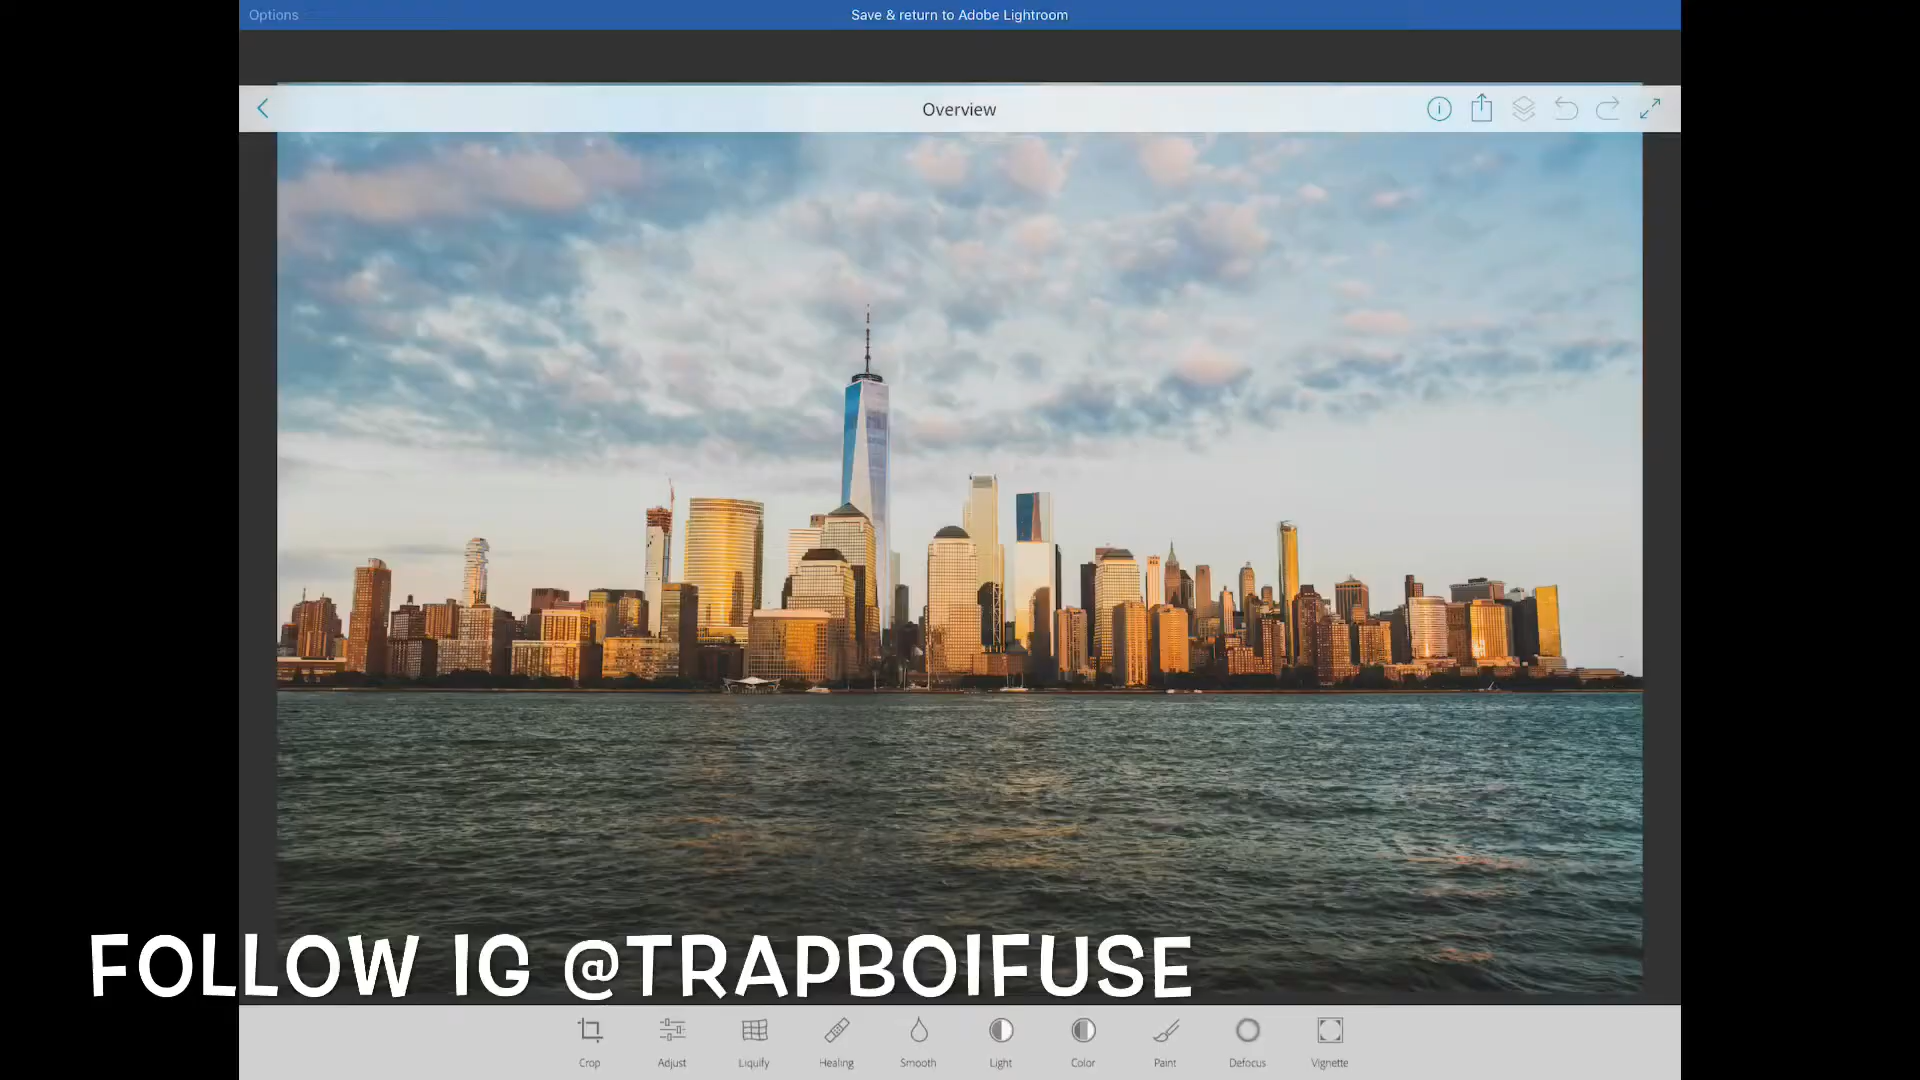 Options
Save & return to Adobe Lightroom
Overview
FOLLOW IG @TRAPBOIFUSE
Crop
Adjust
Liquify
Healing
Smooth
Light
Color
Paint
Defocus
Vignette